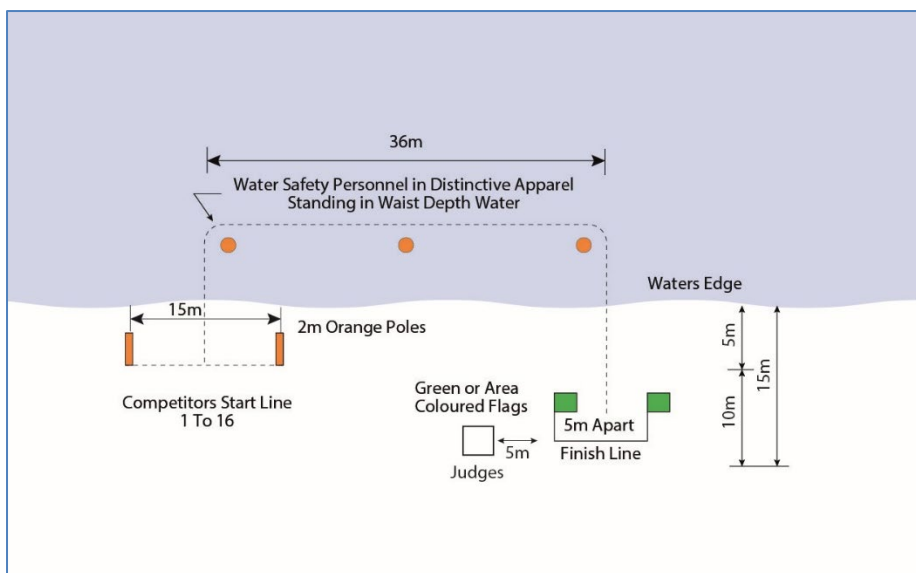 36m
Water Safety Personnel in Distinctive Apparel
Standing in Waist Depth Water
Waters Edge
15m
2m Orange Poles
5m
15m
10m
Competitors Start Line
1 To 16
Green or Area
Coloured Flags
5m Apart
5m
Finish Line
Judges